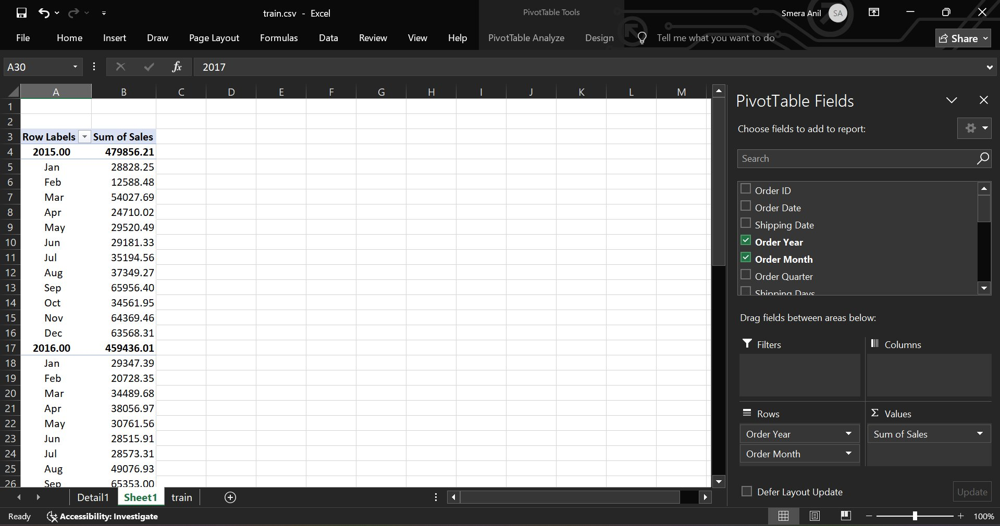 train.csv - Excel
PivotTable Tools
Smera Anil
SA
File Home Insert Draw Page Layout Formulas Data Review View Help PivotTable Analyze Design Tell me what you want to do Share
A30 fx 2017
A B C D E F G H I J K L M
1
2
3 Row Labels Sum of Sales
4 2015.00 479856.21
5 Jan 28828.25
6 Feb 12588.48
7 Mar 54027.69
8 Apr 24710.02
9 May 29520.49
10 Jun 29181.33
11 Jul 35194.56
12 Aug 37349.27
13 Sep 65956.40
14 Oct 34561.95
15 Nov 64369.46
16 Dec 63568.31
17 2016.00 459436.01
18 Jan 29347.39
19 Feb 20728.35
20 Mar 34489.68
21 Apr 38056.97
22 May 30761.56
23 Jun 28515.91
24 Jul 28573.31
25 Aug 49076.93
26 Sep 65353.00
Detail1 Sheet1 train
Ready Accessibility: Investigate
PivotTable Fields
Choose fields to add to report:
Search
Order ID
Order Date
Shipping Date
Order Year
Order Month
Order Quarter
Shipping Days
Drag fields between areas below:
Filters
Columns
Rows
Order Year
Order Month
Σ Values
Sum of Sales
Defer Layout Update
Update
100%